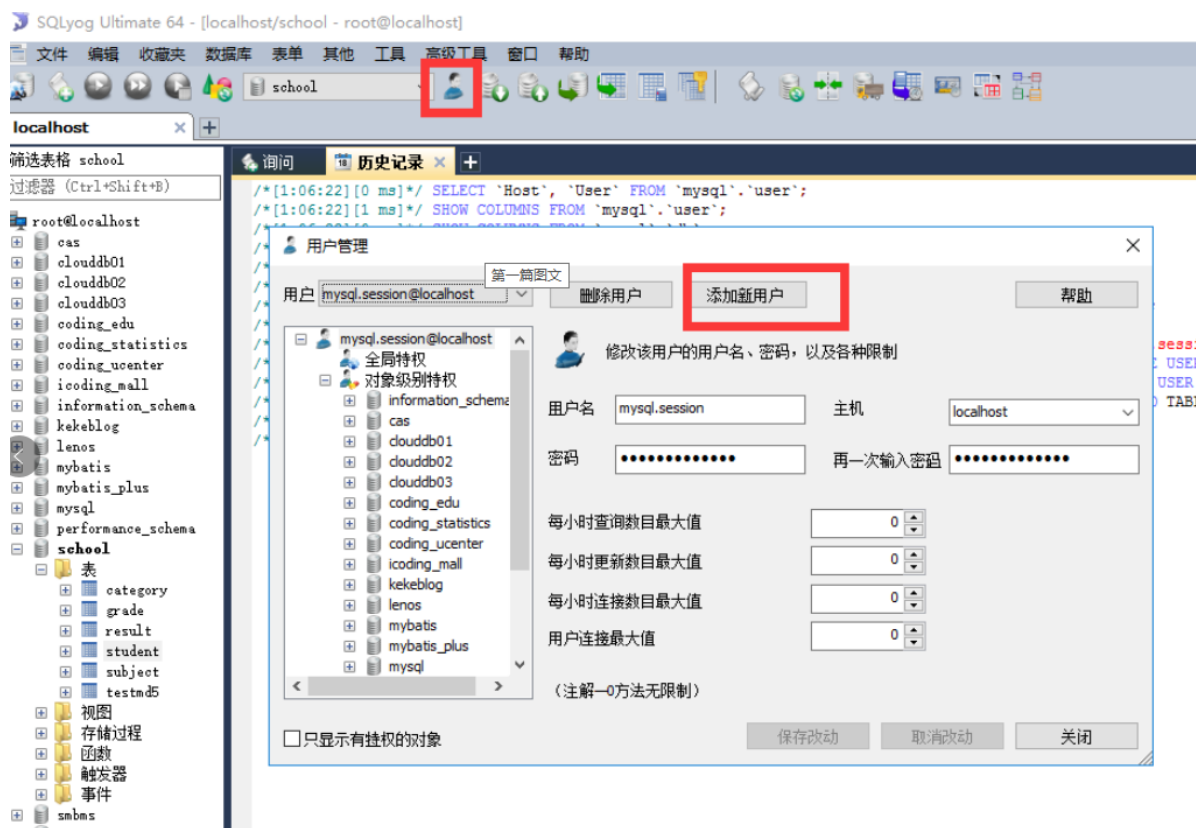 SQLyog Ultimate 64 - [localhost/school - root@localhost]
文件 编辑 收藏夹 数据库 表单 其他 工具 高级工具 窗口 帮助
school
localhost
筛选表格 school
过滤器 (Ctrl+Shift+B)
root@localhost
cas
clouddb01
clouddb02
clouddb03
coding_edu
coding_statistics
coding_ucenter
icoding_mall
information_schema
kekeblog
lenos
mybatis
mybatis_plus
mysql
performance_schema
school
表
category
grade
result
student
subject
testmd5
视图
存储过程
函数
触发器
事件
smbms
询问 历史记录
/*[1:06:22][0 ms]*/ SELECT `Host`, `User` FROM `mysql`.`user`;
/*[1:06:22][1 ms]*/ SHOW COLUMNS FROM `mysql`.`user`;
用户管理
第一篇图文
用户 mysql.session@localhost 删除用户 添加新用户 帮助
mysql.session@localhost
全局特权
对象级别特权
information_schema
cas
clouddb01
clouddb02
clouddb03
coding_edu
coding_statistics
coding_ucenter
icoding_mall
kekeblog
lenos
mybatis
mybatis_plus
mysql
修改该用户的用户名、密码，以及各种限制
用户名 mysql.session 主机 localhost
密码 ●●●●●●●●●●●●● 再一次输入密码 ●●●●●●●●●●●●●
每小时查询数目最大值 0
每小时更新数目最大值 0
每小时连接数目最大值 0
用户连接最大值 0
（注解—0方法无限制）
只显示有挂权的对象
保存改动 取消改动 关闭
USER
USER